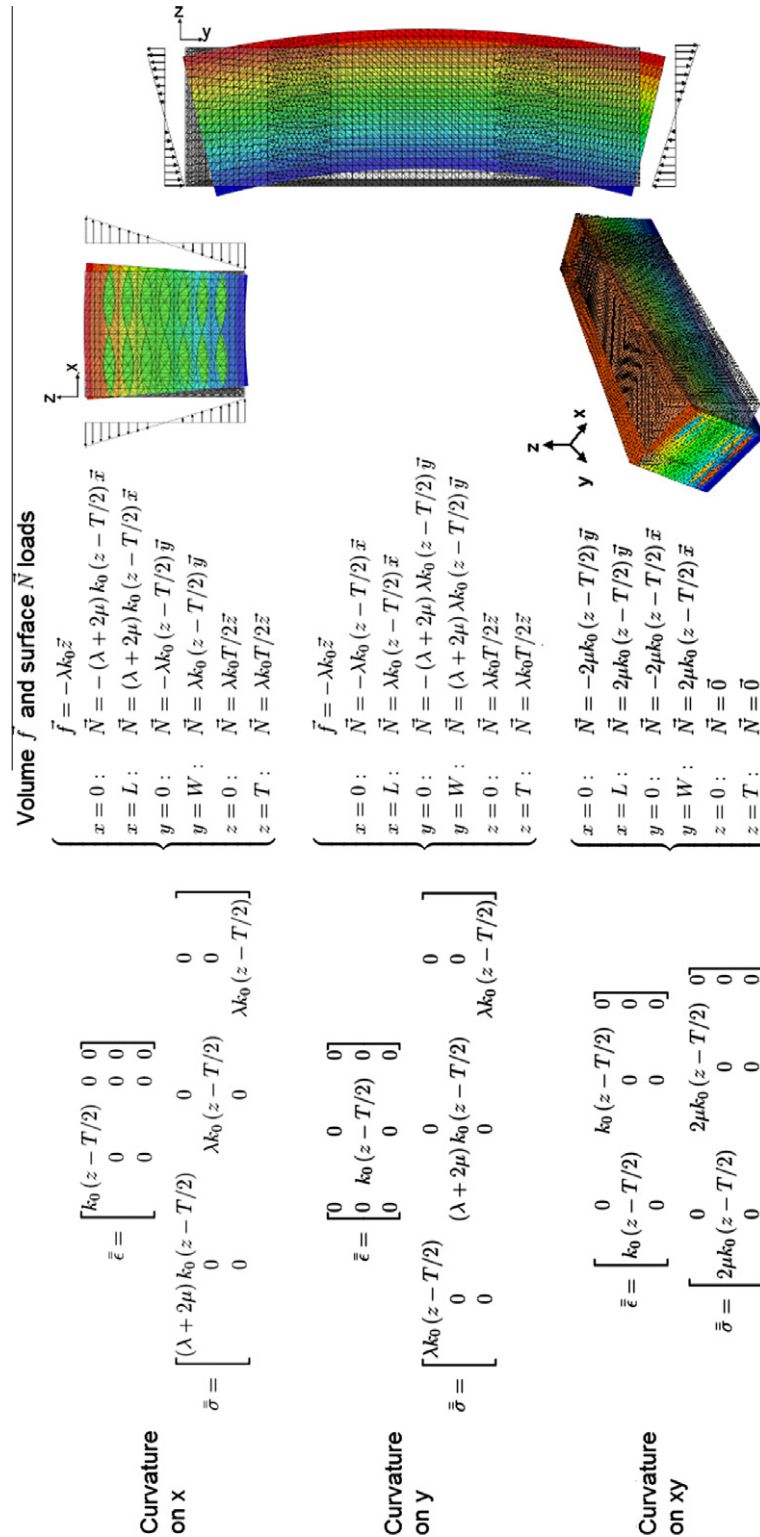 Volume $\vec{f}$ and surface $\vec{N}$ loads
Curvature
on x
$\bar{\bar{\epsilon}} = \begin{bmatrix} k_0 (z - T/2) & 0 & 0 \\ 0 & 0 & 0 \\ 0 & 0 & 0 \end{bmatrix}$
$\bar{\bar{\sigma}} = \begin{bmatrix} (\lambda + 2\mu) k_0 (z - T/2) & 0 & 0 \\ 0 & \lambda k_0 (z - T/2) & 0 \\ 0 & 0 & \lambda k_0 (z - T/2) \end{bmatrix}$
$\vec{f} = -\lambda k_0 \vec{z}$
$x = 0 : \vec{N} = -(\lambda + 2\mu) k_0 (z - T/2) \vec{x}$
$x = L : \vec{N} = (\lambda + 2\mu) k_0 (z - T/2) \vec{x}$
$y = 0 : \vec{N} = -\lambda k_0 (z - T/2) \vec{y}$
$y = W : \vec{N} = \lambda k_0 (z - T/2) \vec{y}$
$z = 0 : \vec{N} = \lambda k_0 T/2 \vec{z}$
$z = T : \vec{N} = \lambda k_0 T/2 \vec{z}$
z
x
z
y
Curvature
on y
$\bar{\bar{\epsilon}} = \begin{bmatrix} 0 & 0 & 0 \\ 0 & k_0 (z - T/2) & 0 \\ 0 & 0 & 0 \end{bmatrix}$
$\bar{\bar{\sigma}} = \begin{bmatrix} \lambda k_0 (z - T/2) & 0 & 0 \\ 0 & (\lambda + 2\mu) k_0 (z - T/2) & 0 \\ 0 & 0 & \lambda k_0 (z - T/2) \end{bmatrix}$
$\vec{f} = -\lambda k_0 \vec{z}$
$x = 0 : \vec{N} = -\lambda k_0 (z - T/2) \vec{x}$
$x = L : \vec{N} = \lambda k_0 (z - T/2) \vec{x}$
$y = 0 : \vec{N} = -(\lambda + 2\mu) \lambda k_0 (z - T/2) \vec{y}$
$y = W : \vec{N} = (\lambda + 2\mu) \lambda k_0 (z - T/2) \vec{y}$
$z = 0 : \vec{N} = \lambda k_0 T/2 \vec{z}$
$z = T : \vec{N} = \lambda k_0 T/2 \vec{z}$
Curvature
on xy
$\bar{\bar{\epsilon}} = \begin{bmatrix} 0 & k_0 (z - T/2) & 0 \\ k_0 (z - T/2) & 0 & 0 \\ 0 & 0 & 0 \end{bmatrix}$
$\bar{\bar{\sigma}} = \begin{bmatrix} 0 & 2\mu k_0 (z - T/2) & 0 \\ 2\mu k_0 (z - T/2) & 0 & 0 \\ 0 & 0 & 0 \end{bmatrix}$
$x = 0 : \vec{N} = -2\mu k_0 (z - T/2) \vec{y}$
$x = L : \vec{N} = 2\mu k_0 (z - T/2) \vec{y}$
$y = 0 : \vec{N} = -2\mu k_0 (z - T/2) \vec{x}$
$y = W : \vec{N} = 2\mu k_0 (z - T/2) \vec{x}$
$z = 0 : \vec{N} = \vec{0}$
$z = T : \vec{N} = \vec{0}$
z
y
x